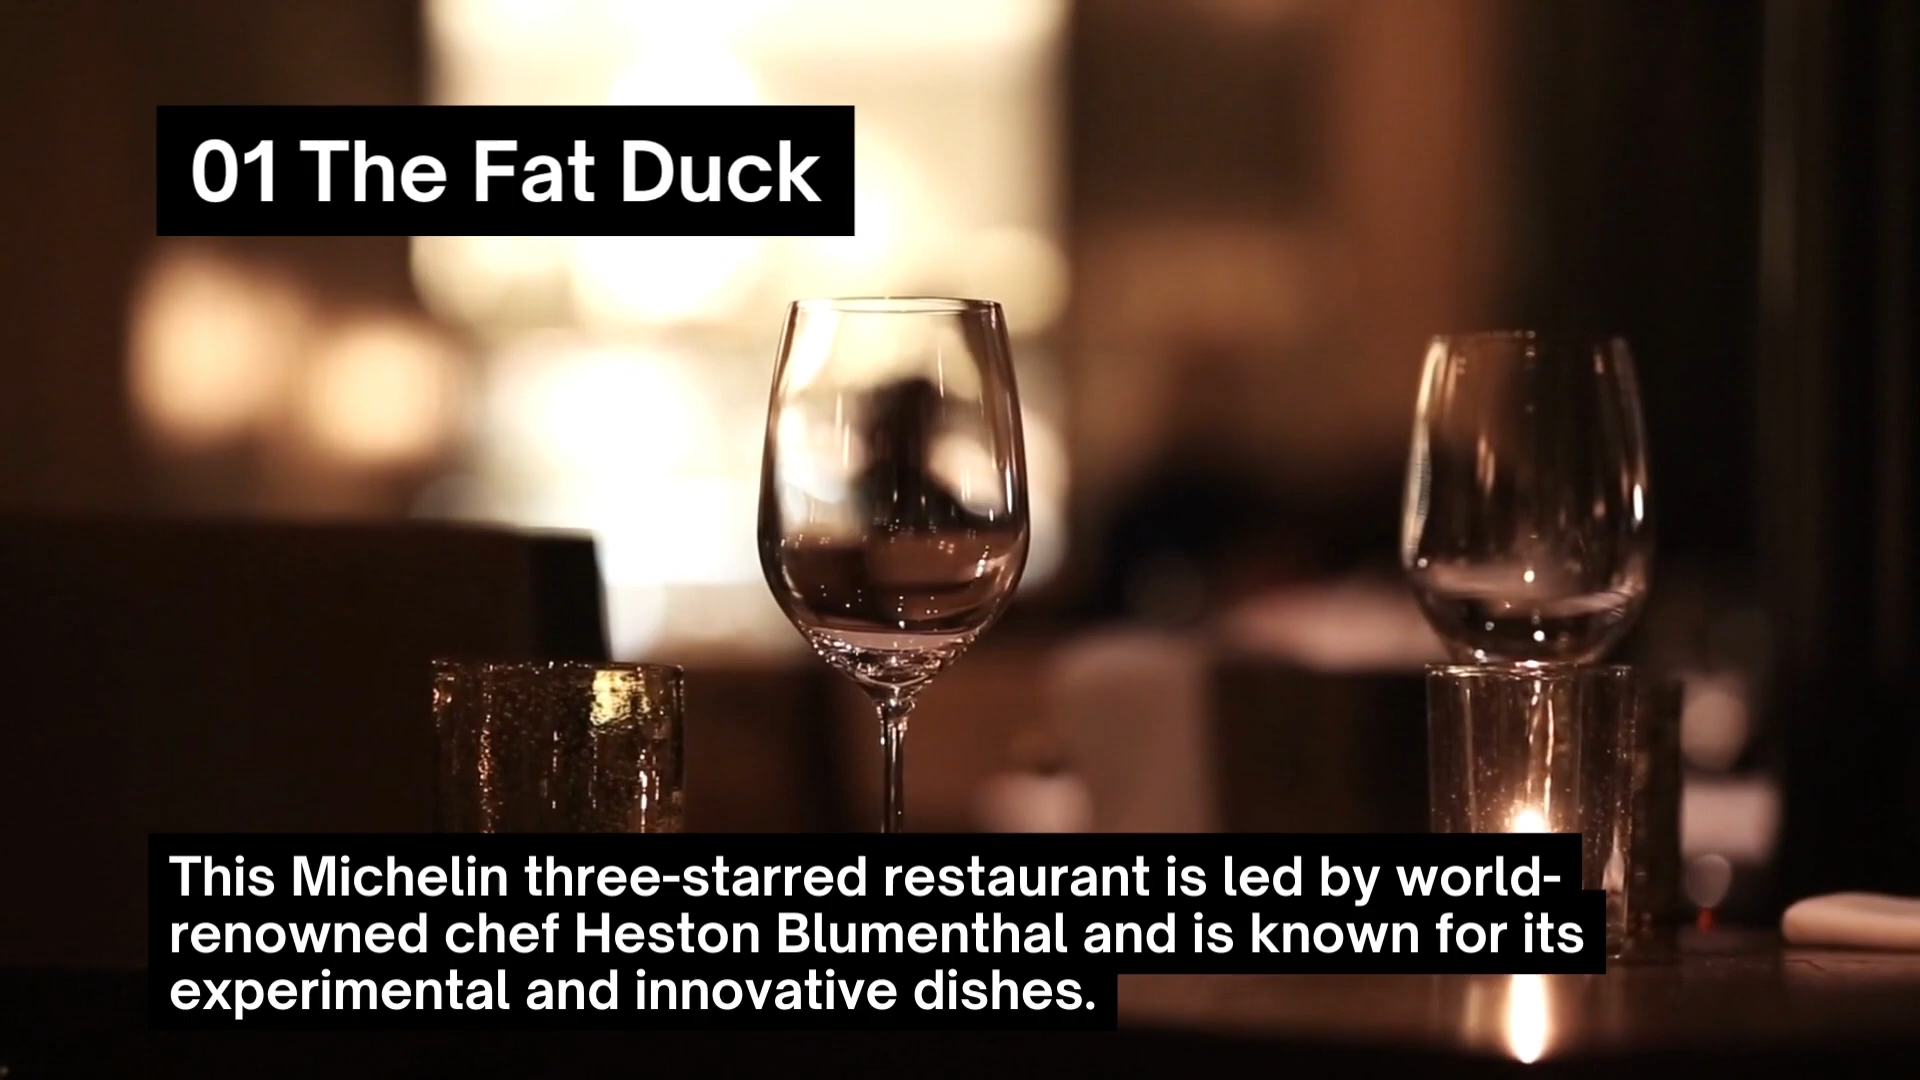 01 The Fat Duck
This Michelin three-starred restaurant is led by world-
renowned chef Heston Blumenthal and is known for its
experimental and innovative dishes.